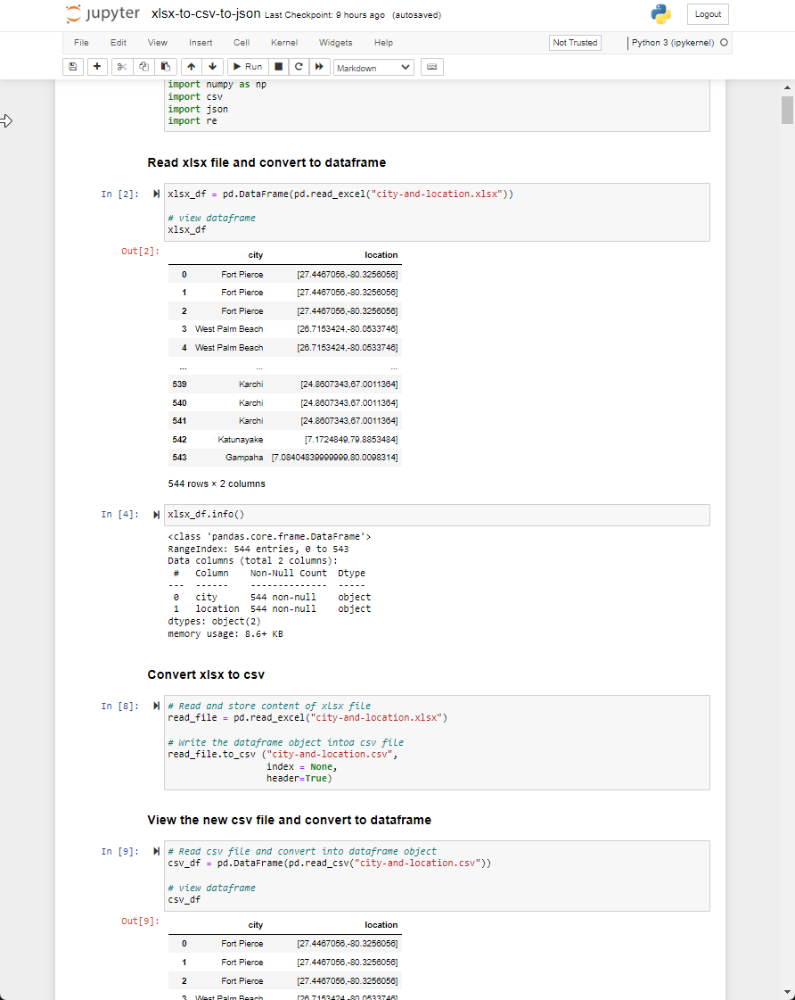 jupyter xlsx-to-csv-to-json Last Checkpoint: 9 hours ago (autosaved)
Logout
File Edit View Insert Cell Kernel Widgets Help
Not Trusted
Python 3 (ipykernel)
Run
Markdown
import numpy as np
import csv
import json
import re
Read xlsx file and convert to dataframe
In [2]: xlsx_df = pd.DataFrame(pd.read_excel("city-and-location.xlsx"))
# view dataframe
xlsx_df
Out[2]:
city location
0 Fort Pierce [27.4467056,-80.3256056]
1 Fort Pierce [27.4467056,-80.3256056]
2 Fort Pierce [27.4467056,-80.3256056]
3 West Palm Beach [26.7153424,-80.0533746]
4 West Palm Beach [26.7153424,-80.0533746]
... ... ...
539 Karchi [24.8607343,67.0011364]
540 Karchi [24.8607343,67.0011364]
541 Karchi [24.8607343,67.0011364]
542 Katunayake [7.1724849,79.8853484]
543 Gampaha [7.08404839999999,80.0098314]
544 rows × 2 columns
In [4]: xlsx_df.info()
<class 'pandas.core.frame.DataFrame'>
RangeIndex: 544 entries, 0 to 543
Data columns (total 2 columns):
# Column Non-Null Count Dtype
--- ------ -------------- -----
0 city 544 non-null object
1 location 544 non-null object
dtypes: object(2)
memory usage: 8.6+ KB
Convert xlsx to csv
In [8]: # Read and store content of xlsx file
read_file = pd.read_excel("city-and-location.xlsx")
# Write the dataframe object intoa csv file
read_file.to_csv ("city-and-location.csv",
index = None,
header=True)
View the new csv file and convert to dataframe
In [9]: # Read csv file and convert into dataframe object
csv_df = pd.DataFrame(pd.read_csv("city-and-location.csv"))
# view dataframe
csv_df
Out[9]:
city location
0 Fort Pierce [27.4467056,-80.3256056]
1 Fort Pierce [27.4467056,-80.3256056]
2 Fort Pierce [27.4467056,-80.3256056]
3 West Palm Beach [26.7153424,-80.0533746]